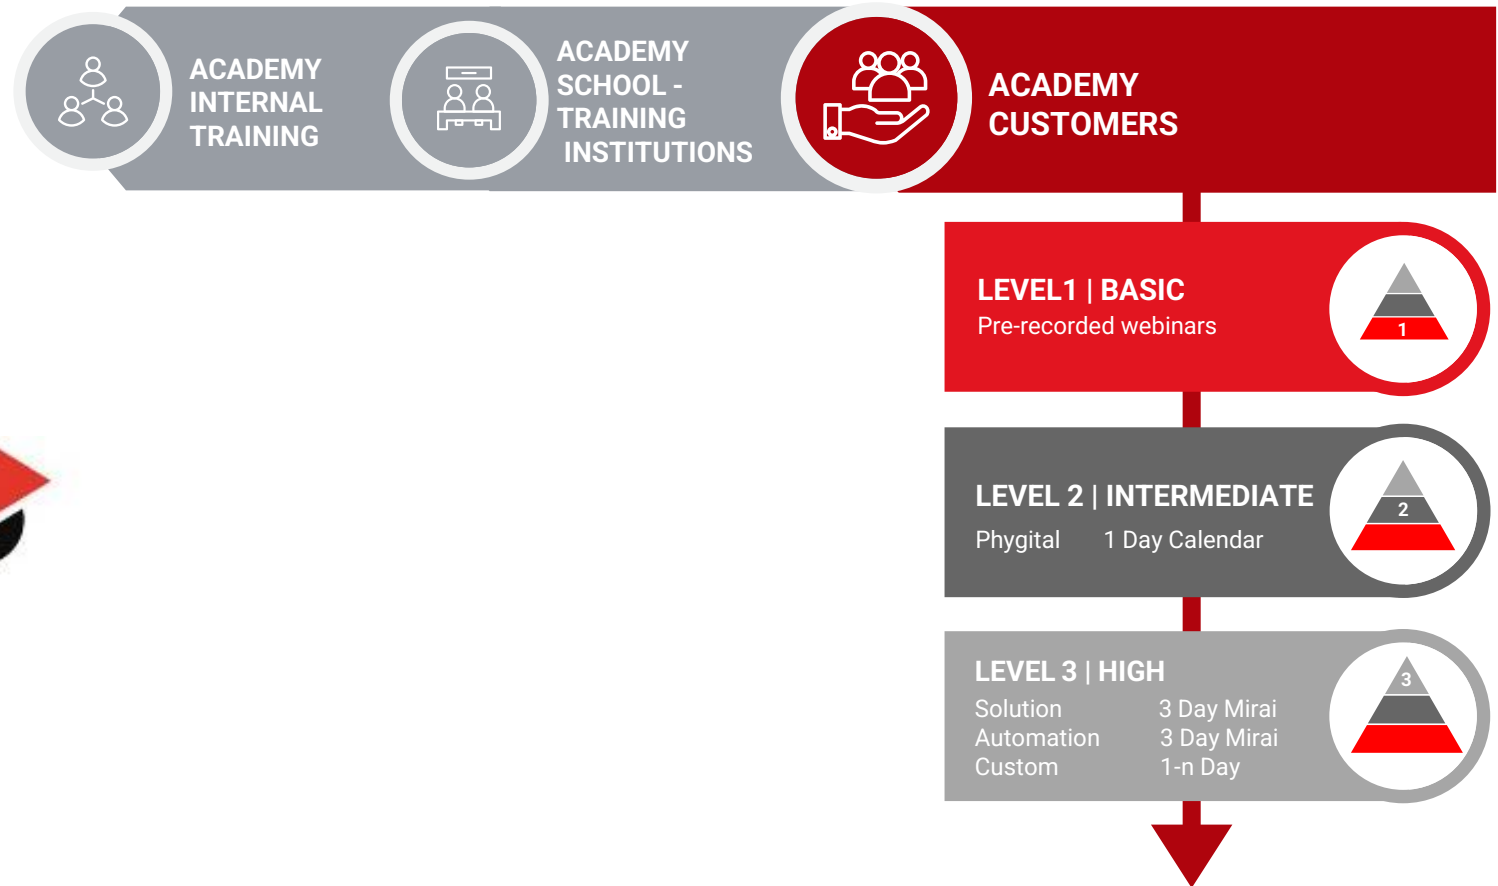 ACADEMY
INTERNAL
TRAINING
ACADEMY
SCHOOL -
TRAINING
INSTITUTIONS
ACADEMY
CUSTOMERS
LEVEL1 | BASIC
Pre-recorded webinars
1
LEVEL 2 | INTERMEDIATE
Phygital 1 Day Calendar
2
LEVEL 3 | HIGH
Solution 3 Day Mirai
Automation 3 Day Mirai
Custom 1-n Day
3